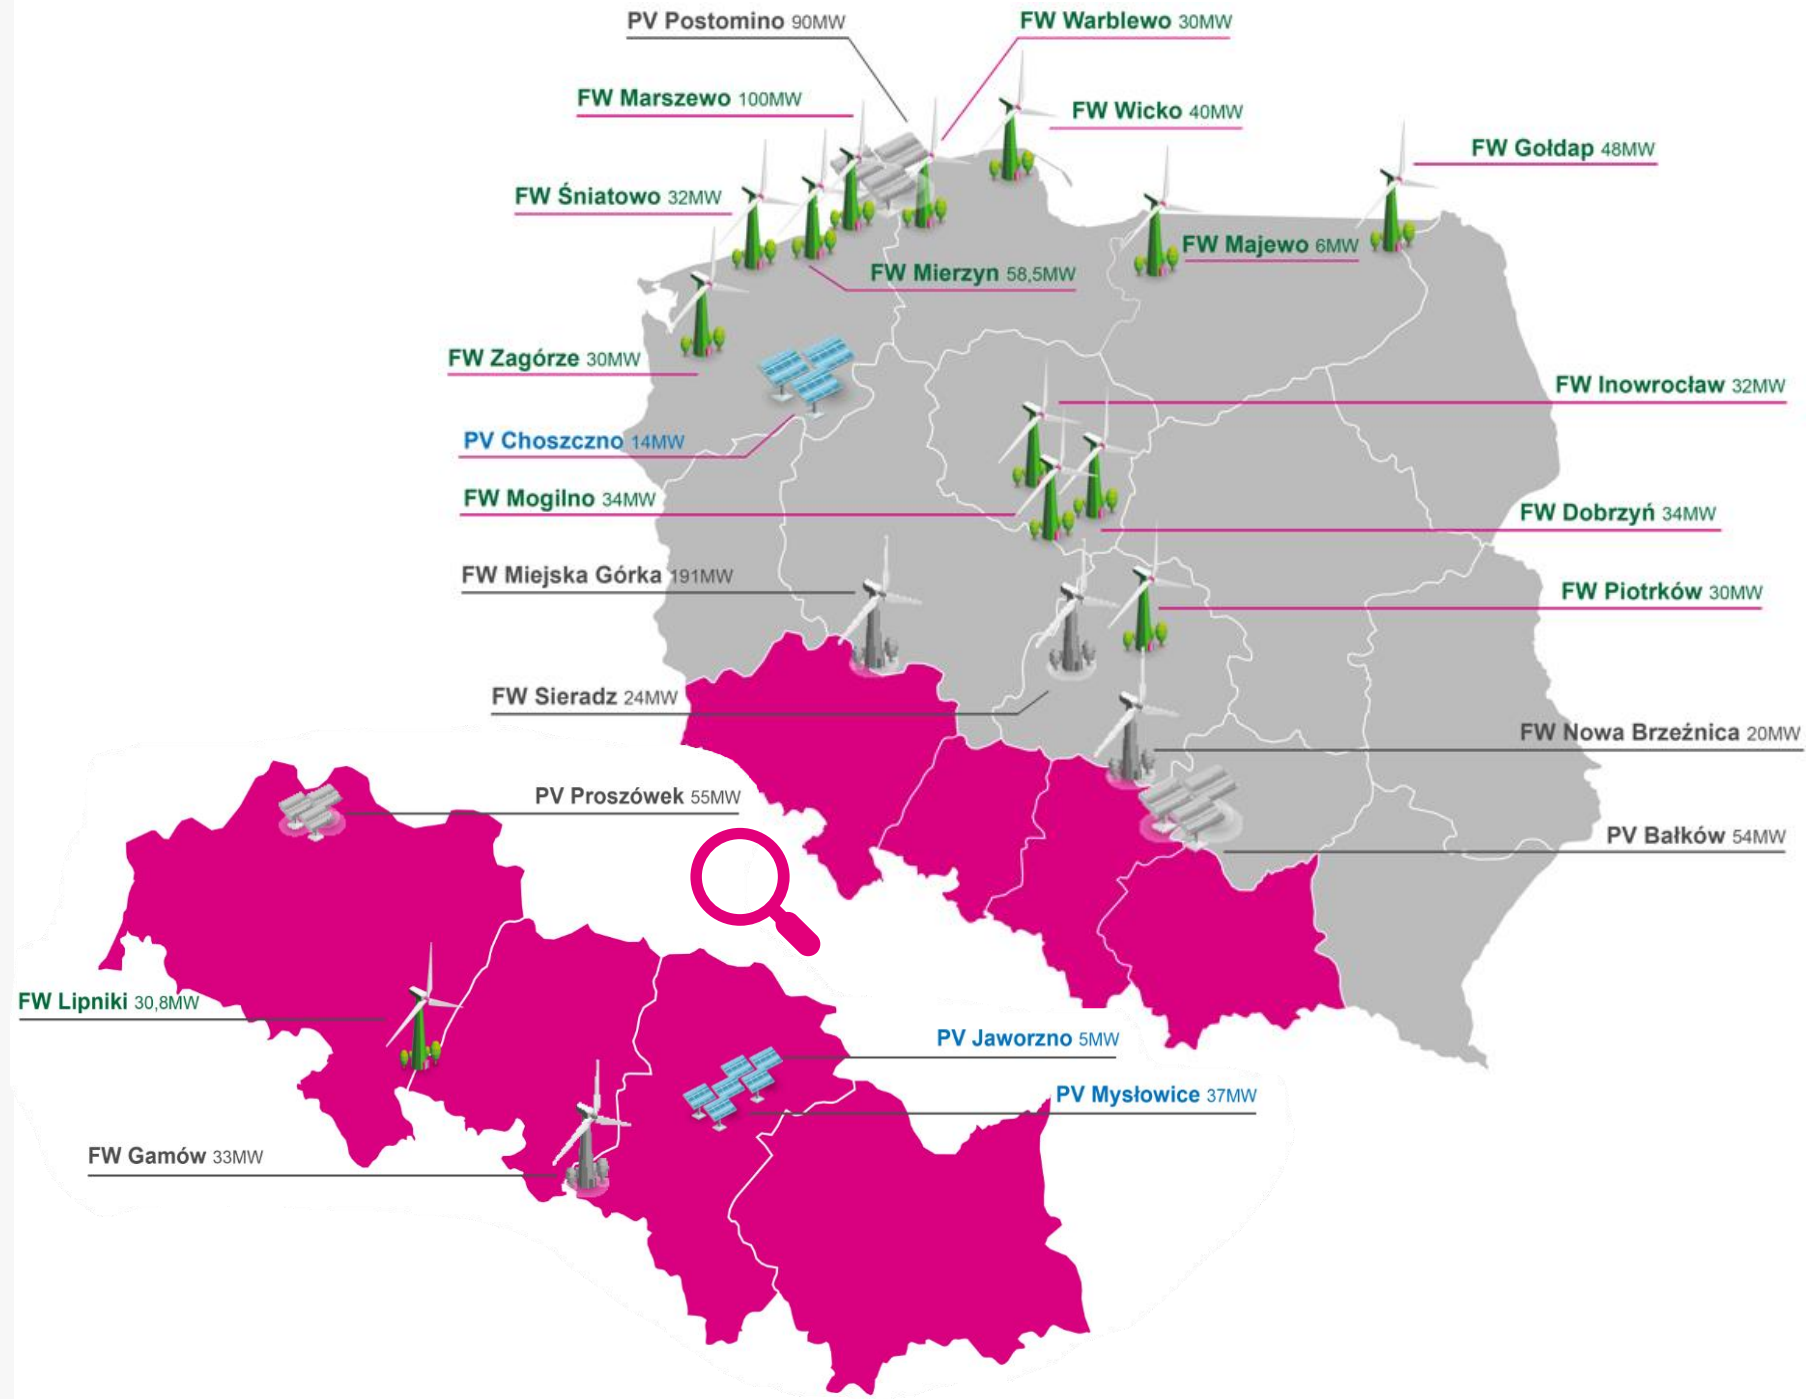 PV Postomino 90MW
FW Warblewo 30MW
FW Marszewo 100MW
FW Wicko 40MW
FW Gołdap 48MW
FW Śniatowo 32MW
FW Majewo 6MW
FW Mierzyn 58,5MW
FW Zagórze 30MW
FW Inowrocław 32MW
PV Choszczno 14MW
FW Mogilno 34MW
FW Dobrzyń 34MW
FW Miejska Górka 191MW
FW Piotrków 30MW
FW Sieradz 24MW
FW Nowa Brzeźnica 20MW
PV Proszówek 55MW
PV Bałków 54MW
FW Lipniki 30,8MW
PV Jaworzno 5MW
PV Mysłowice 37MW
FW Gamów 33MW